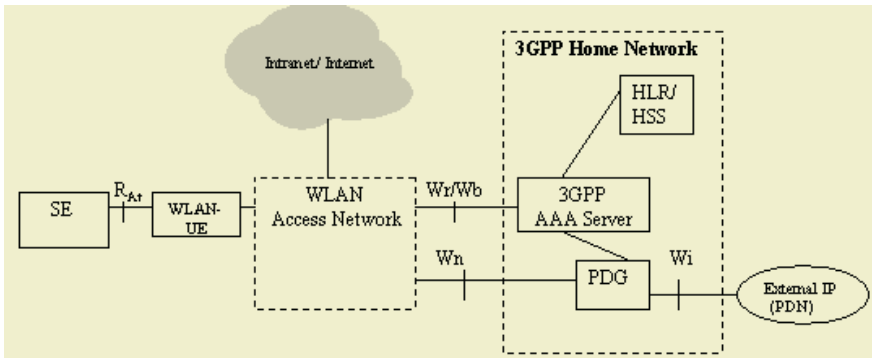 Intranet/ Internet
3GPP Home Network
HLR/
HSS
SE
R_At
WLAN-
UE
WLAN
Access Network
Wr/Wb
3GPP
AAA Server
Wn
PDG
Wi
External IP
(PDN)